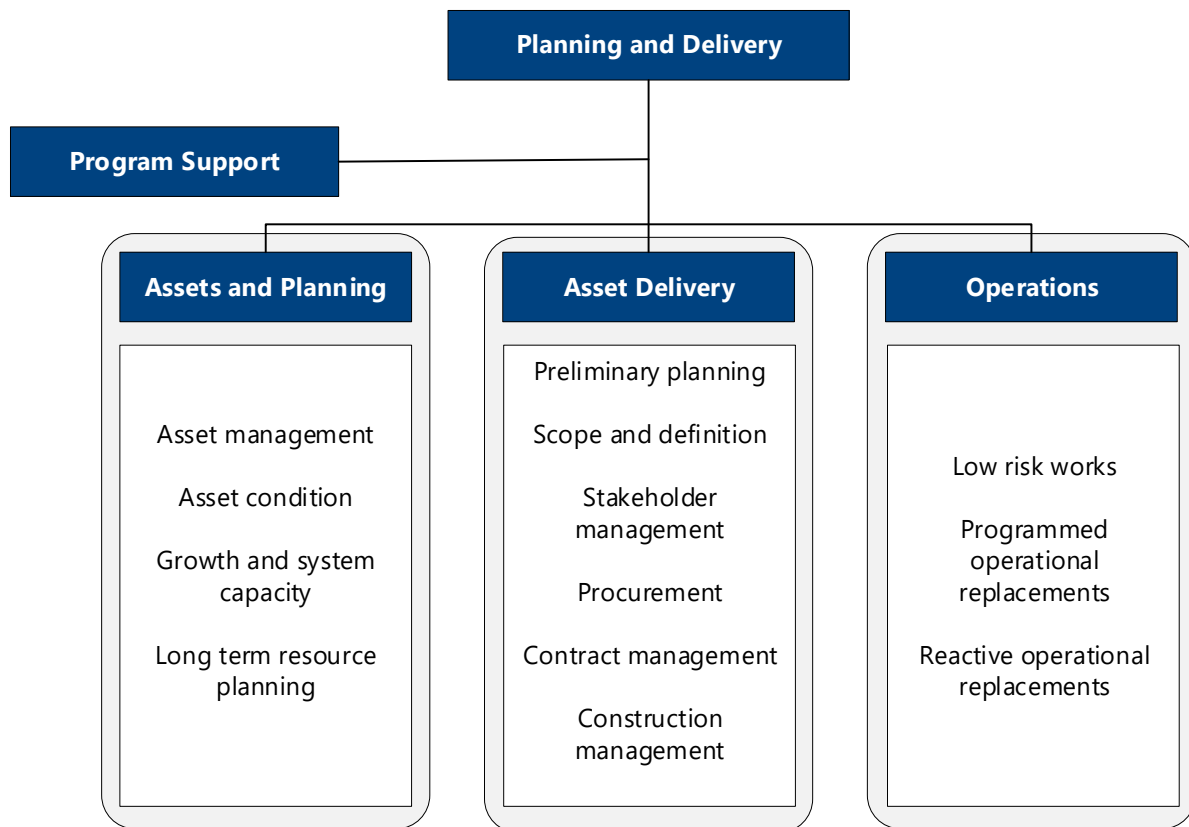 Planning and Delivery
Program Support
Assets and Planning
Asset management
Asset condition
Growth and system
capacity
Long term resource
planning
Asset Delivery
Preliminary planning
Scope and definition
Stakeholder
management
Procurement
Contract management
Construction
management
Operations
Low risk works
Programmed
operational
replacements
Reactive operational
replacements